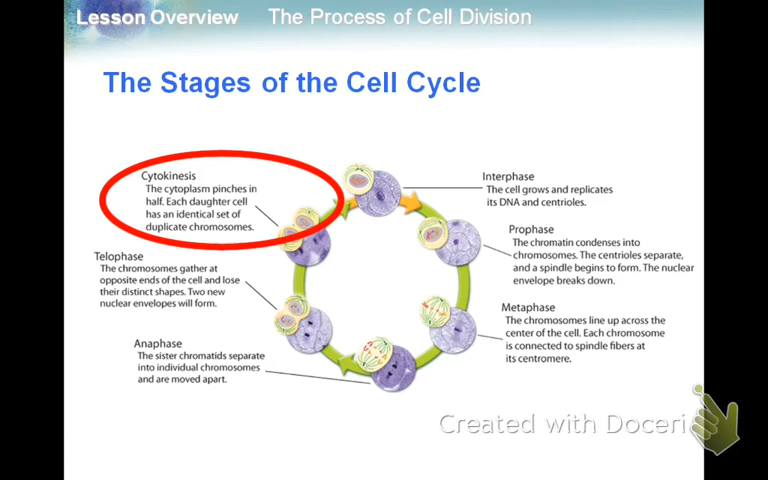 Lesson Overview The Process of Cell Division
The Stages of the Cell Cycle
Cytokinesis
The cytoplasm pinches in
half. Each daughter cell
has an identical set of
duplicate chromosomes.
Interphase
The cell grows and replicates
its DNA and centrioles.
Prophase
The chromatin condenses into
chromosomes. The centrioles separate,
and a spindle begins to form. The nuclear
envelope breaks down.
Telophase
The chromosomes gather at
opposite ends of the cell and lose
their distinct shapes. Two new
nuclear envelopes will form.
Metaphase
The chromosomes line up across the
center of the cell. Each chromosome
is connected to spindle fibers at
its centromere.
Anaphase
The sister chromatids separate
into individual chromosomes
and are moved apart.
Created with Doceri